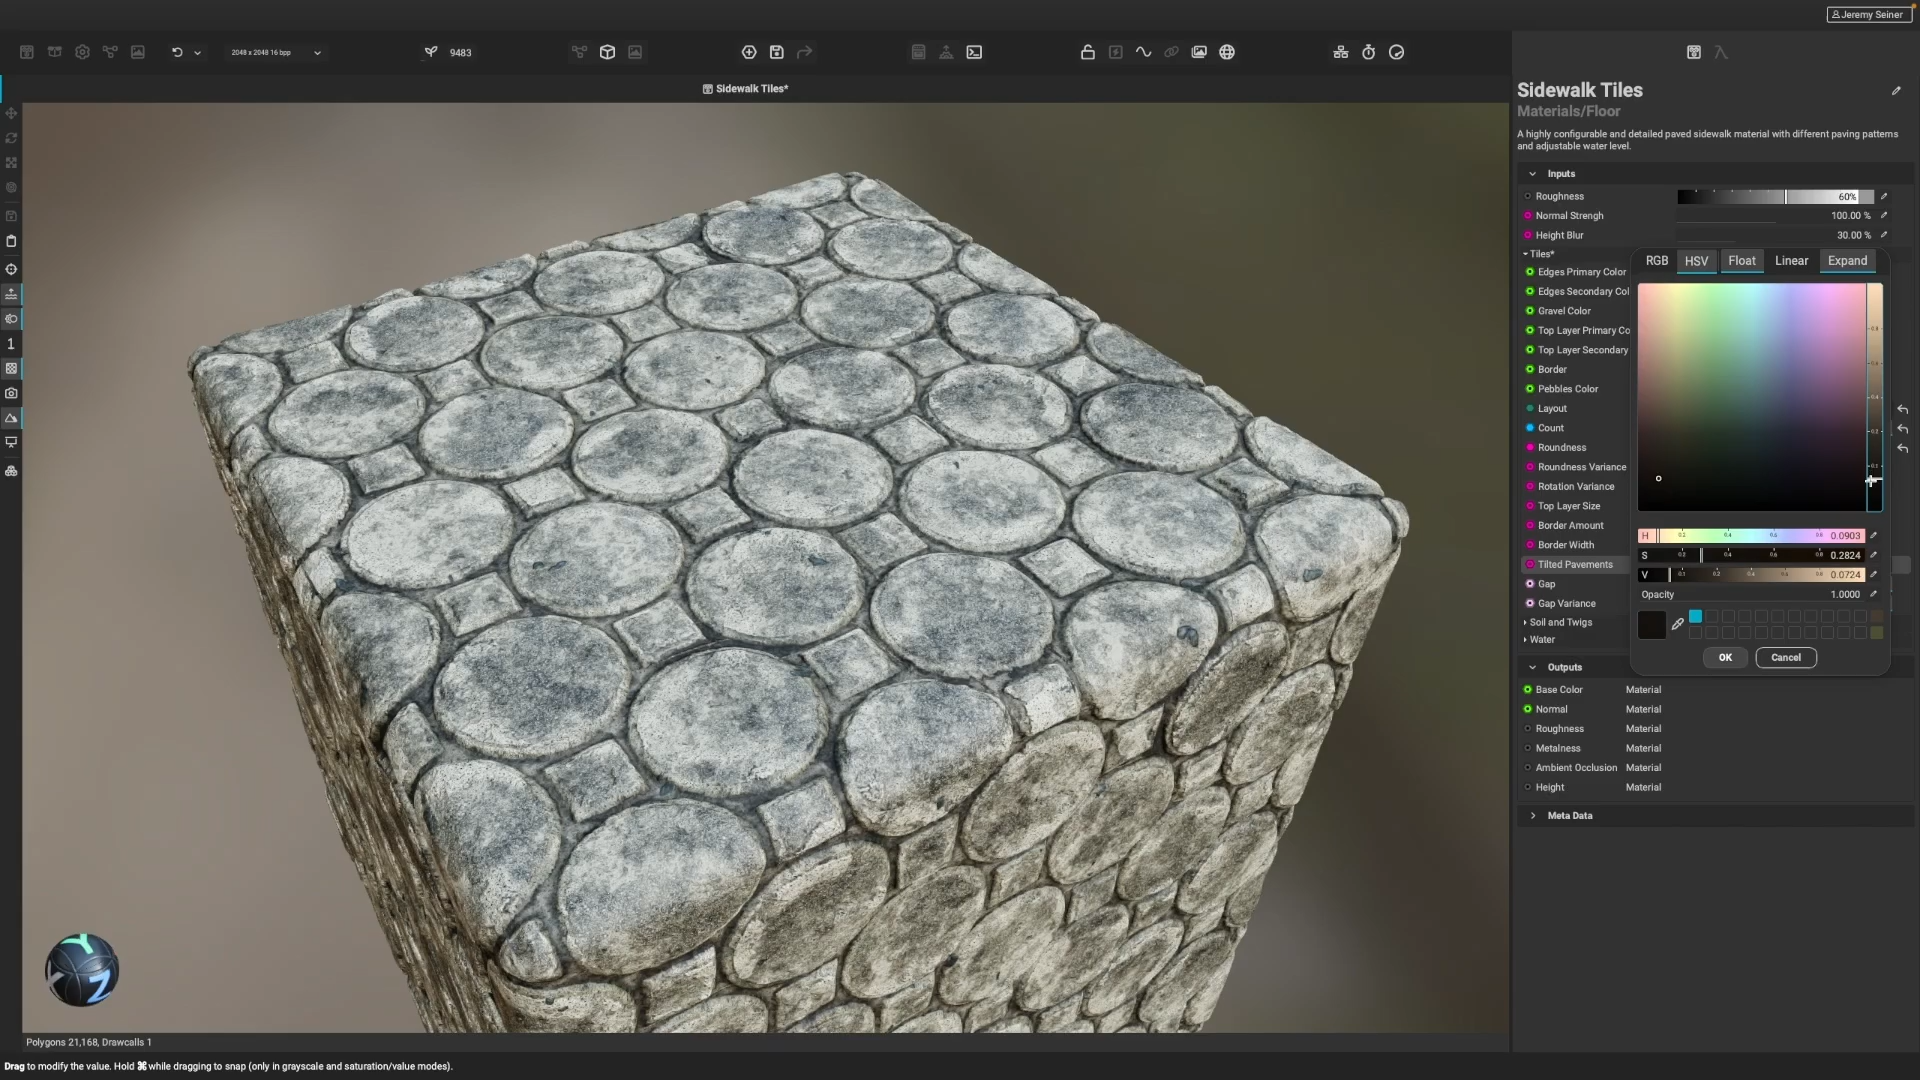 Jeremy Seiner
2048 x 2048 16 bpp
9483
Sidewalk Tiles*
Sidewalk Tiles
Materials/Floor
A highly configurable and detailed paved sidewalk material with different paving patterns
and adjustable water level.
Inputs
Roughness 60%
Normal Strengh 100.00 %
Height Blur 30.00 %
Tiles*
RGB HSV Float Linear Expand
Edges Primary Color
Edges Secondary Col
Gravel Color
Top Layer Primary Co
Top Layer Secondary
Border
Pebbles Color
Layout
Count
Roundness
Roundness Variance
Rotation Variance
Top Layer Size
Border Amount
Border Width
Tilted Pavements
Gap
Gap Variance
Soil and Twigs
Water
H 0.0903
S 0.2824
V 0.0724
Opacity 1.0000
OK Cancel
Outputs
Base Color Material
Normal Material
Roughness Material
Metalness Material
Ambient Occlusion Material
Height Material
Meta Data
1
Y
Z
Polygons 21,168, Drawcalls 1
Drag to modify the value. Hold ⌘ while dragging to snap (only in grayscale and saturation/value modes).